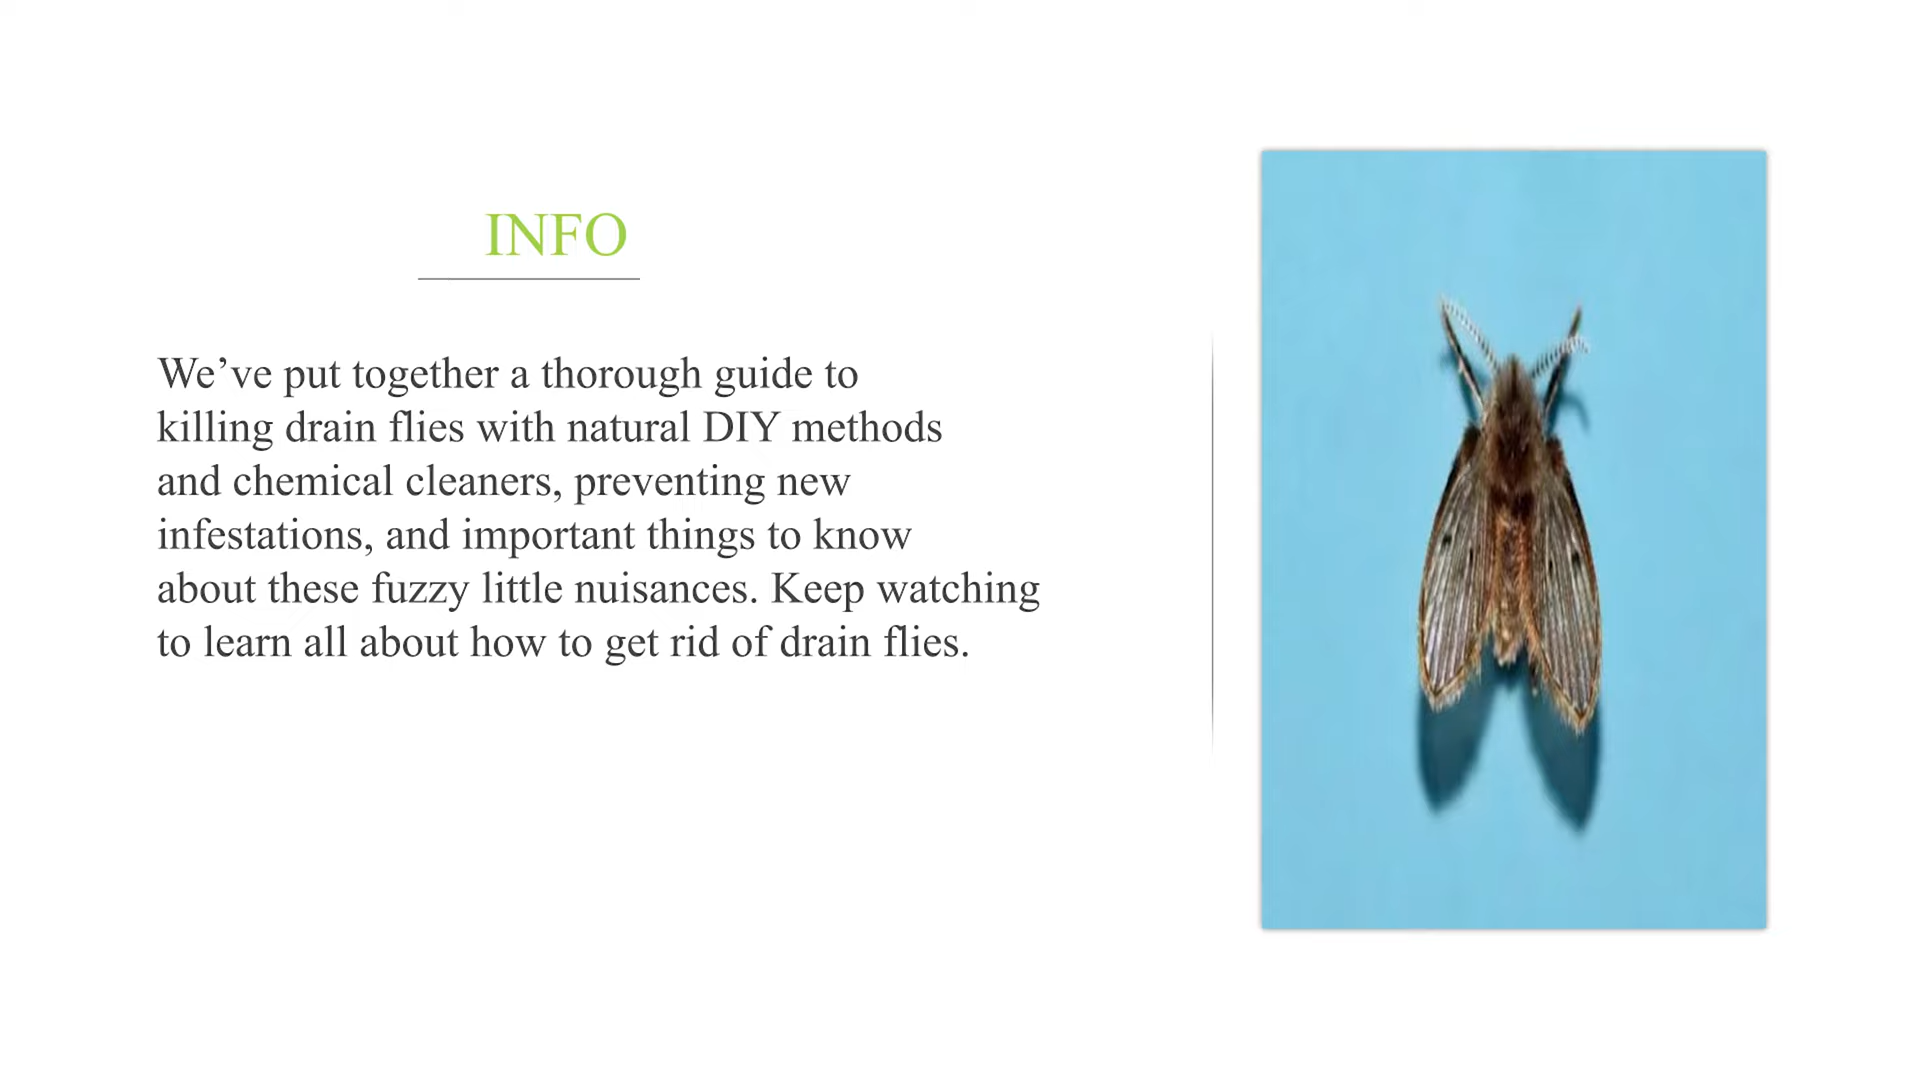 INFO
We’ve put together a thorough guide to
killing drain flies with natural DIY methods
and chemical cleaners, preventing new
infestations, and important things to know
about these fuzzy little nuisances. Keep watching
to learn all about how to get rid of drain flies.